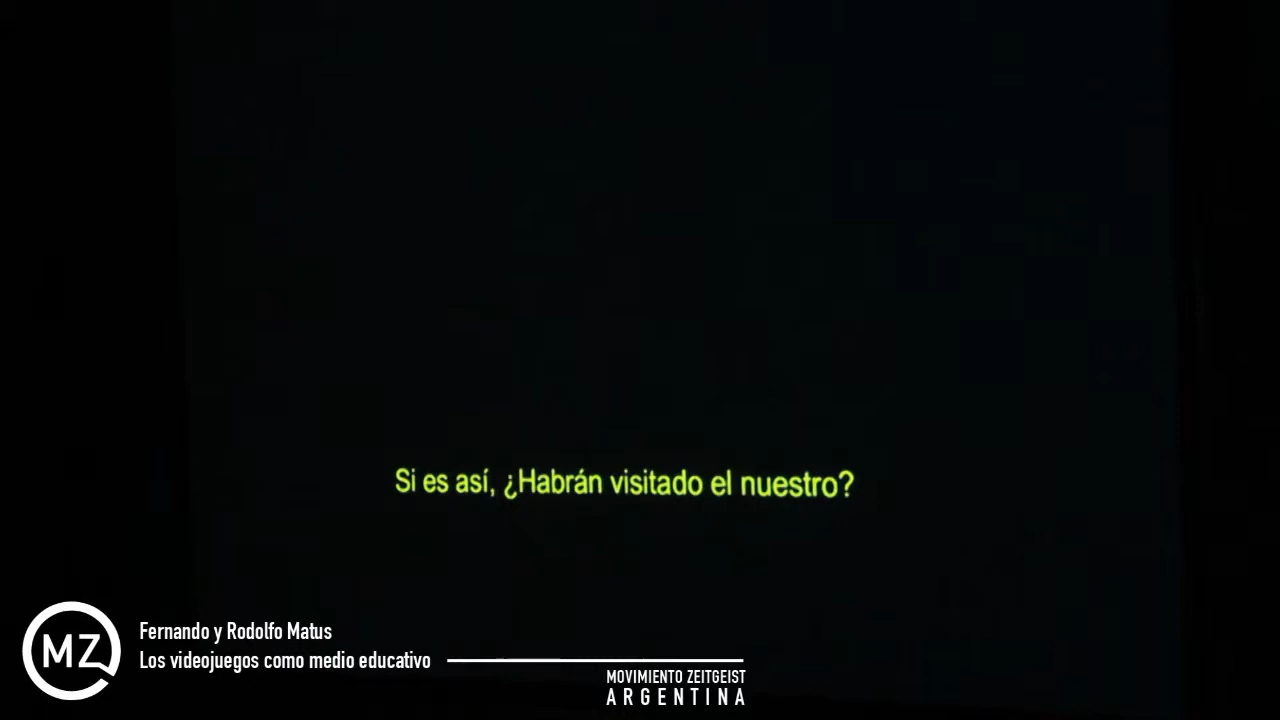 Si es así, ¿Habrán visitado el nuestro?
MZ
Fernando y Rodolfo Matus
Los videojuegos como medio educativo
MOVIMIENTO ZEITGEIST
ARGENTINA